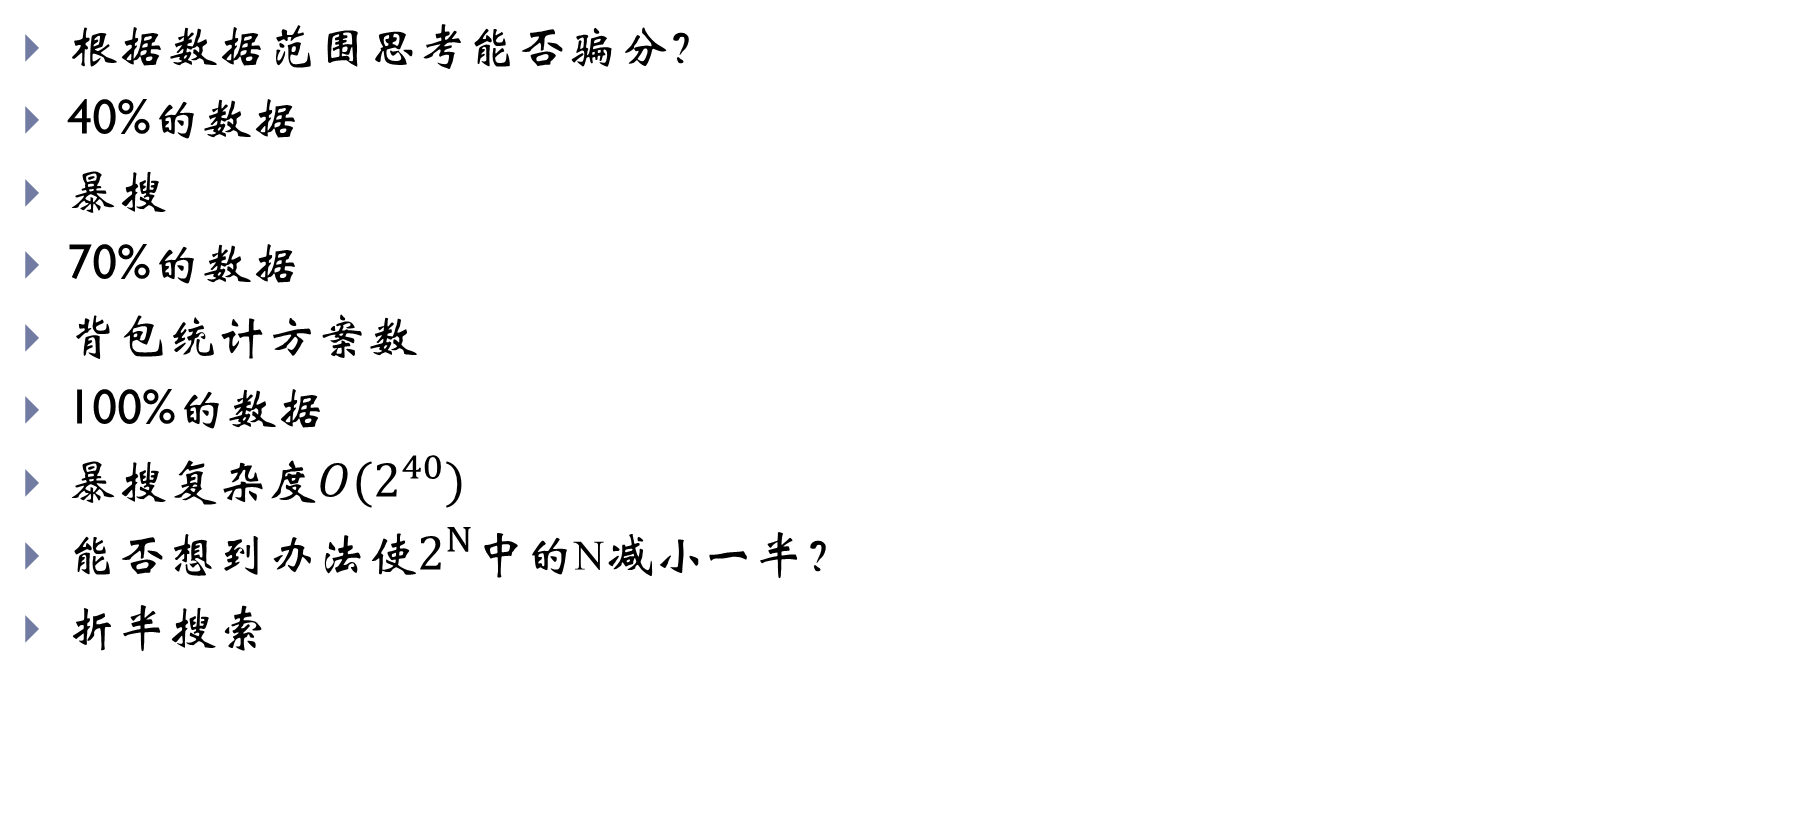 根据数据范围思考能否骗分?
40%的数据
暴搜
70%的数据
背包统计方案数
100%的数据
暴搜复杂度O(2^40)
能否想到办法使2^N中的N减小一半?
折半搜索